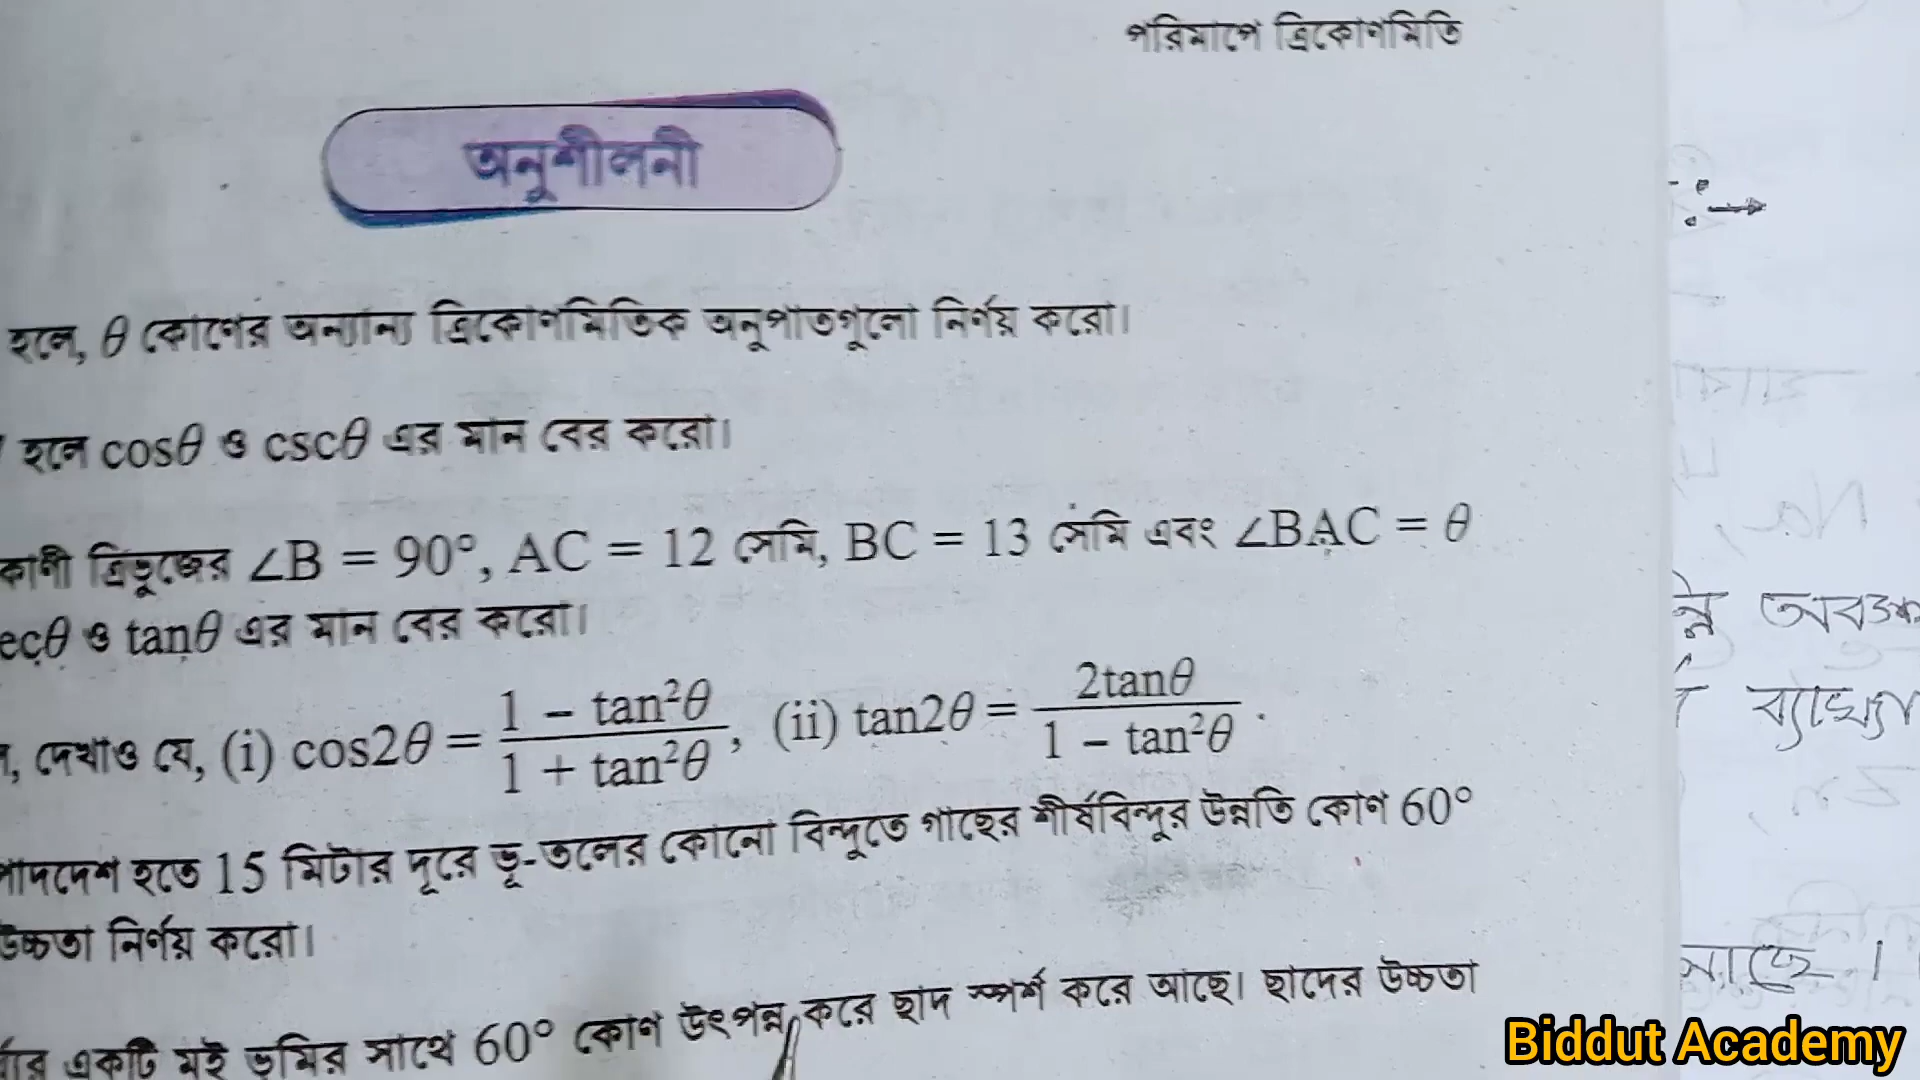 পরিমাপে ত্রিকোণমিতি
অনুশীলনী
হলে, θ কোণের অন্যান্য ত্রিকোণমিতিক অনুপাতগুলো নির্ণয় করো।
হলে cosθ ও cscθ এর মান বের করো।
কোণী ত্রিভুজের ∠B = 90°, AC = 12 সেমি, BC = 13 সেমি এবং ∠BAC = θ
ecθ ও tanθ এর মান বের করো।
দেখাও যে, (i) cos2θ = (1 − tan²θ)/(1 + tan²θ), (ii) tan2θ = 2tanθ/(1 − tan²θ).
পাদদেশ হতে 15 মিটার দূরে ভূ-তলের কোনো বিন্দুতে গাছের শীর্ষবিন্দুর উন্নতি কোণ 60°
উচ্চতা নির্ণয় করো।
একটি মই ভূমির সাথে 60° কোণ উৎপন্ন করে ছাদ স্পর্শ করে আছে। ছাদের উচ্চতা
Biddut Academy